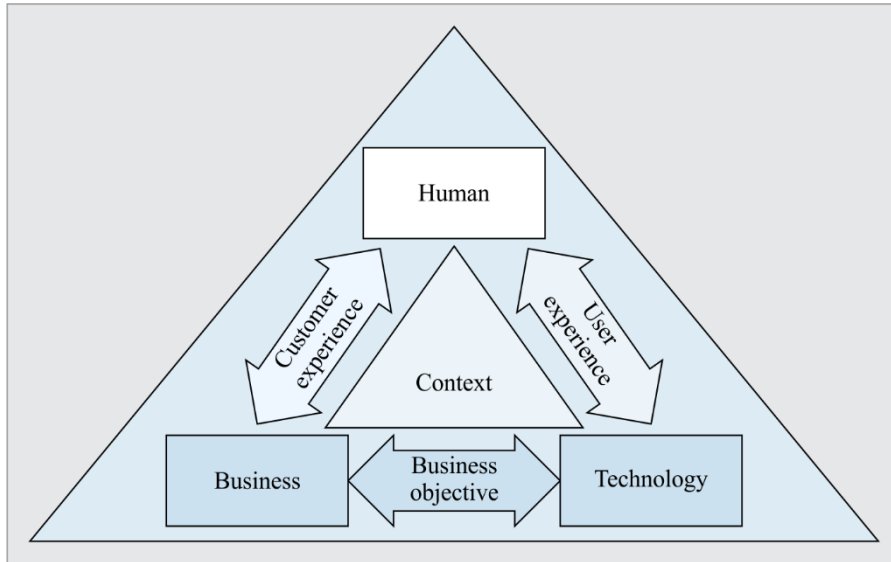 Human
Customer
experience
User
experience
Context
Business
Business
objective
Technology